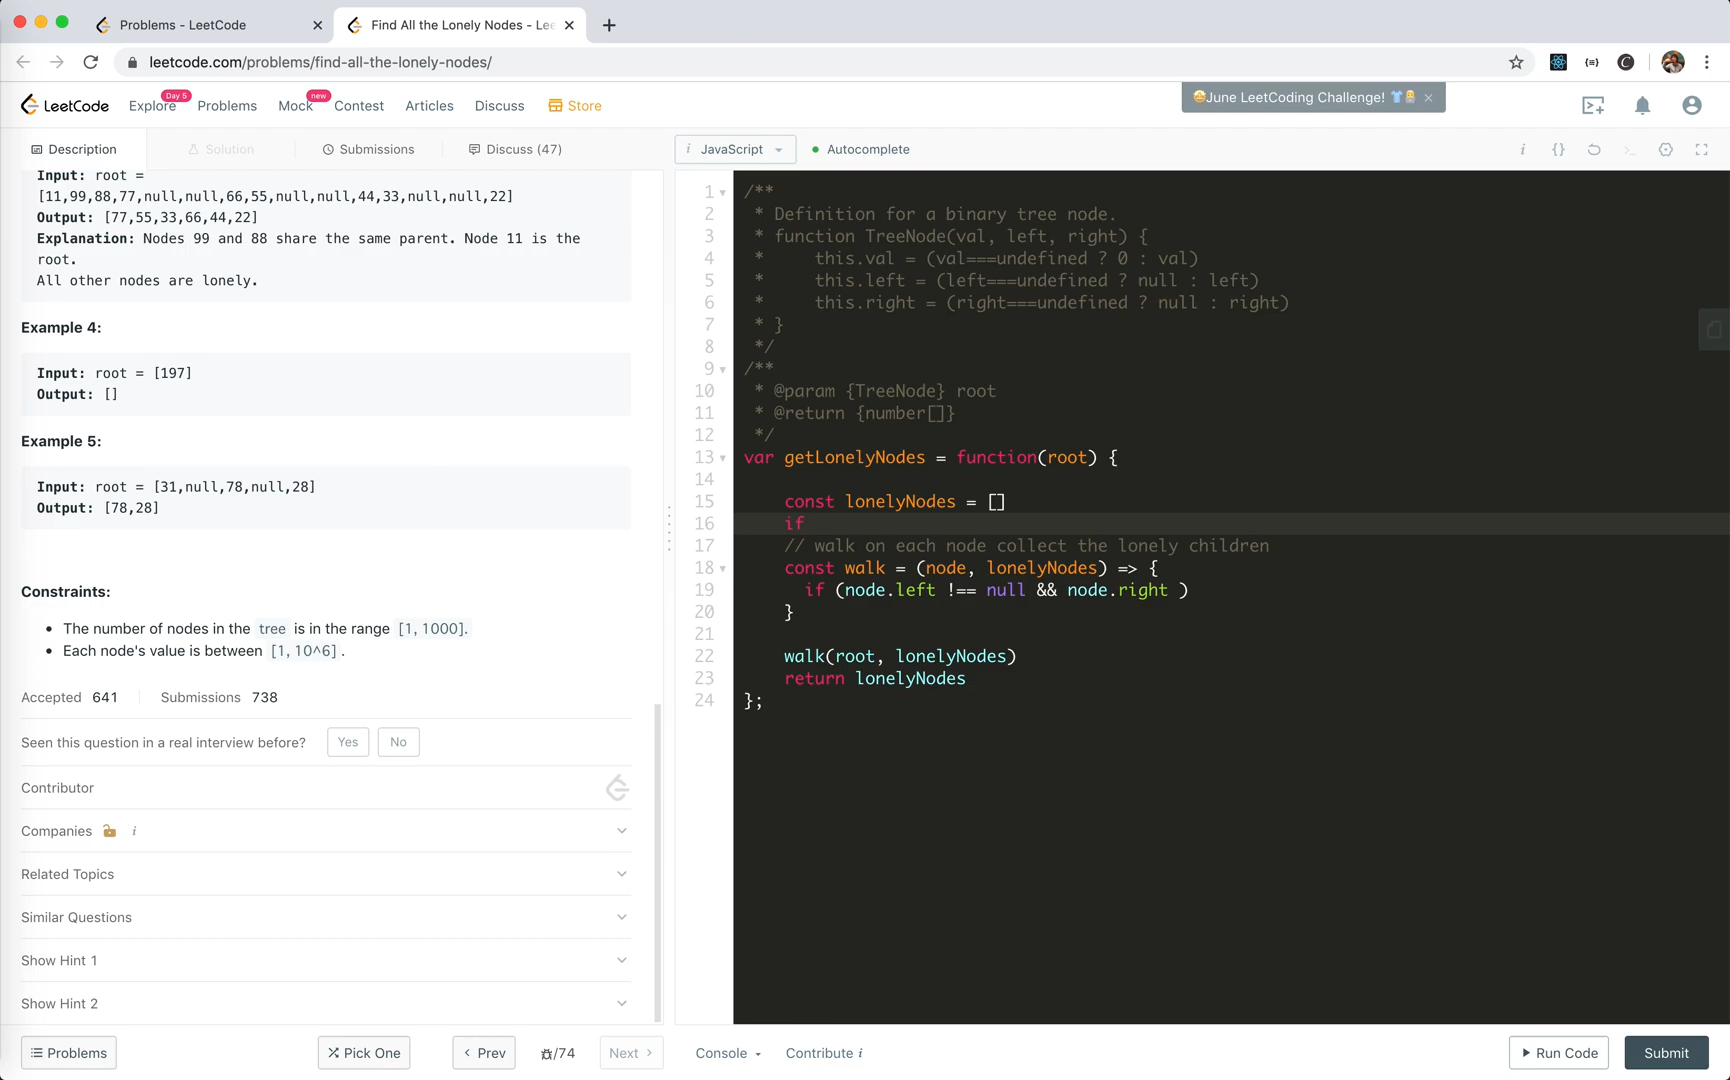 Problems - LeetCode
Find All the Lonely Nodes - Lee
leetcode.com/problems/find-all-the-lonely-nodes/
LeetCode
Explore
Day 5
Problems
Mock
new
Contest
Articles
Discuss
Store
🤩June LeetCoding Challenge!
Description
Solution
Submissions
Discuss (47)
i JavaScript
Autocomplete
Input: root =
[11,99,88,77,null,null,66,55,null,null,44,33,null,null,22]
Output: [77,55,33,66,44,22]
Explanation: Nodes 99 and 88 share the same parent. Node 11 is the
root.
All other nodes are lonely.
Example 4:
Input: root = [197]
Output: []
Example 5:
Input: root = [31,null,78,null,28]
Output: [78,28]
Constraints:
• The number of nodes in the tree is in the range [1, 1000].
• Each node's value is between [1, 10^6] .
Accepted 641 Submissions 738
Seen this question in a real interview before? Yes No
Contributor
Companies i
Related Topics
Similar Questions
Show Hint 1
Show Hint 2
1 /**
2  * Definition for a binary tree node.
3  * function TreeNode(val, left, right) {
4  *     this.val = (val===undefined ? 0 : val)
5  *     this.left = (left===undefined ? null : left)
6  *     this.right = (right===undefined ? null : right)
7  * }
8  */
9 /**
10  * @param {TreeNode} root
11  * @return {number[]}
12  */
13 var getLonelyNodes = function(root) {
14
15     const lonelyNodes = []
16     if
17     // walk on each node collect the lonely children
18     const walk = (node, lonelyNodes) => {
19       if (node.left !== null && node.right )
20     }
21
22     walk(root, lonelyNodes)
23     return lonelyNodes
24 };
Problems
Pick One
Prev
/74
Next
Console
Contribute i
Run Code
Submit